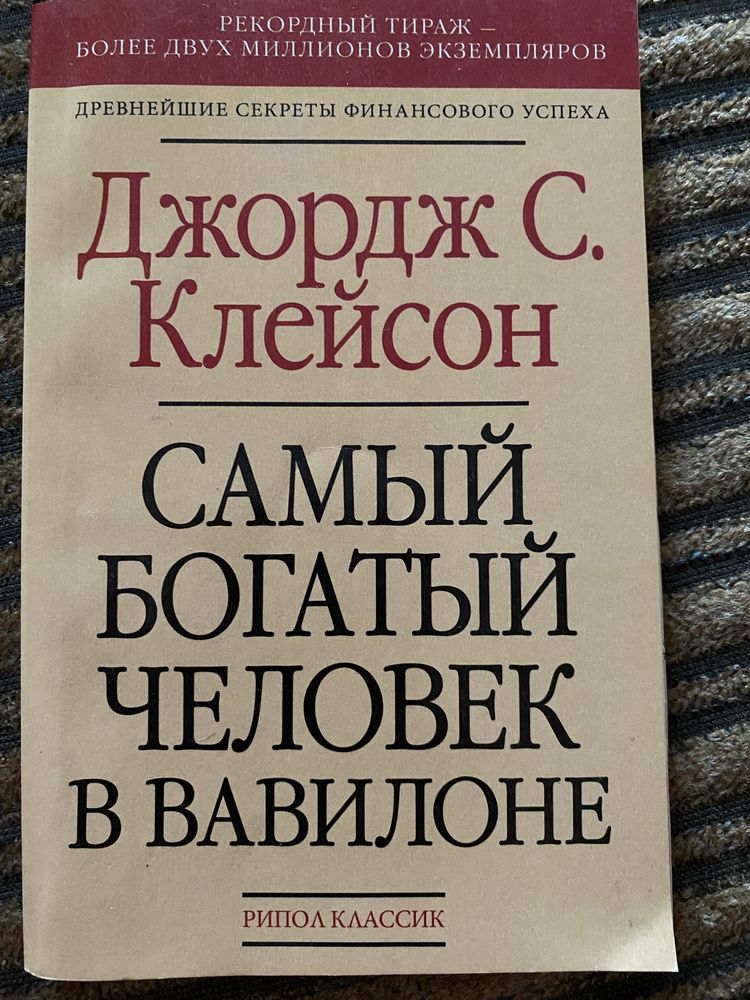 РЕКОРДНЫЙ ТИРАЖ –
БОЛЕЕ ДВУХ МИЛЛИОНОВ ЭКЗЕМПЛЯРОВ
ДРЕВНЕЙШИЕ СЕКРЕТЫ ФИНАНСОВОГО УСПЕХА
Джордж С.
Клейсон
САМЫЙ
БОГАТЫЙ
ЧЕЛОВЕК
В ВАВИЛОНЕ
РИПОЛ КЛАССИК